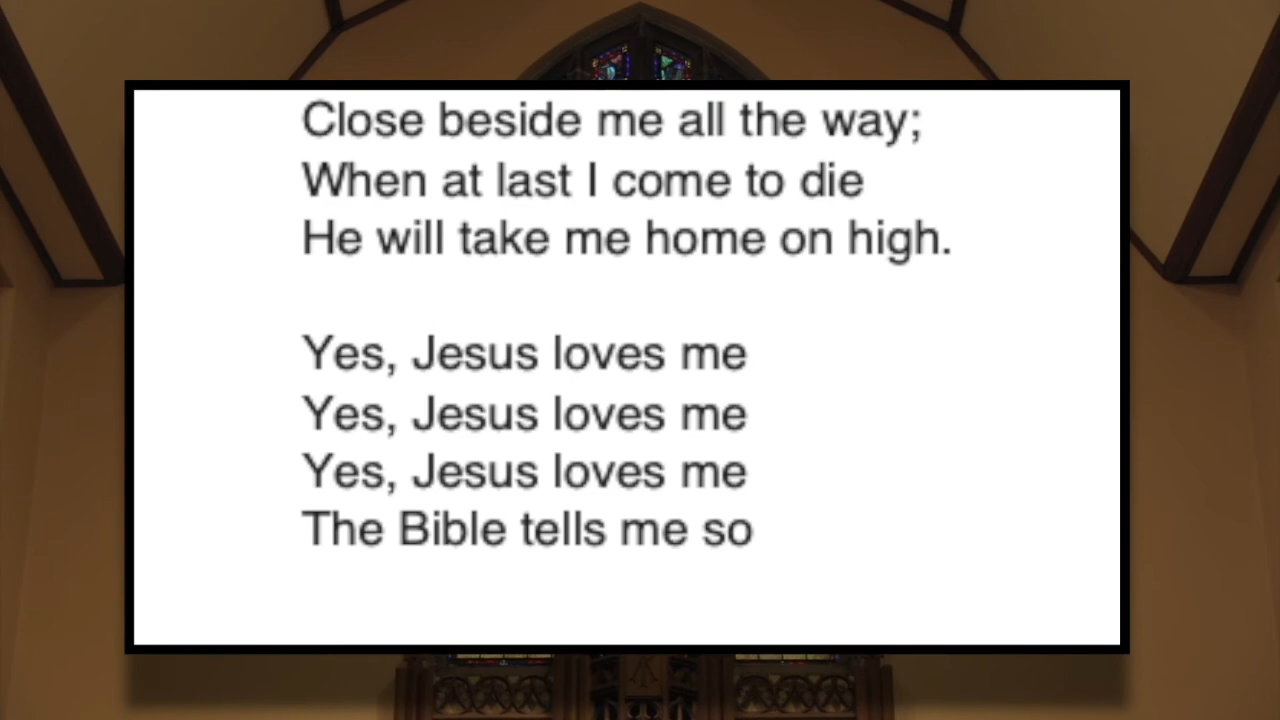 Close beside me all the way;
When at last I come to die
He will take me home on high.
Yes, Jesus loves me
Yes, Jesus loves me
Yes, Jesus loves me
The Bible tells me so